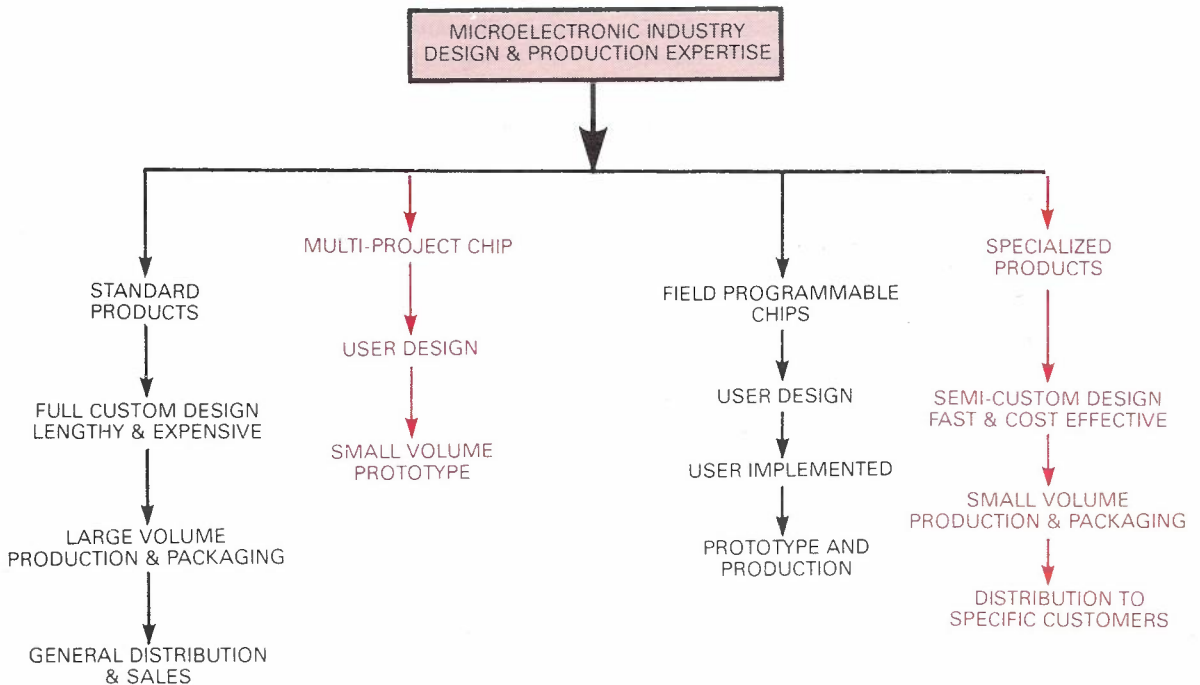 MICROELECTRONIC INDUSTRY
DESIGN & PRODUCTION EXPERTISE
STANDARD
PRODUCTS
FULL CUSTOM DESIGN
LENGTHY & EXPENSIVE
LARGE VOLUME
PRODUCTION & PACKAGING
GENERAL DISTRIBUTION
& SALES
MULTI-PROJECT CHIP
USER DESIGN
SMALL VOLUME
PROTOTYPE
FIELD PROGRAMMABLE
CHIPS
USER DESIGN
USER IMPLEMENTED
PROTOTYPE AND
PRODUCTION
SPECIALIZED
PRODUCTS
SEMI-CUSTOM DESIGN
FAST & COST EFFECTIVE
SMALL VOLUME
PRODUCTION & PACKAGING
DISTRIBUTION TO
SPECIFIC CUSTOMERS